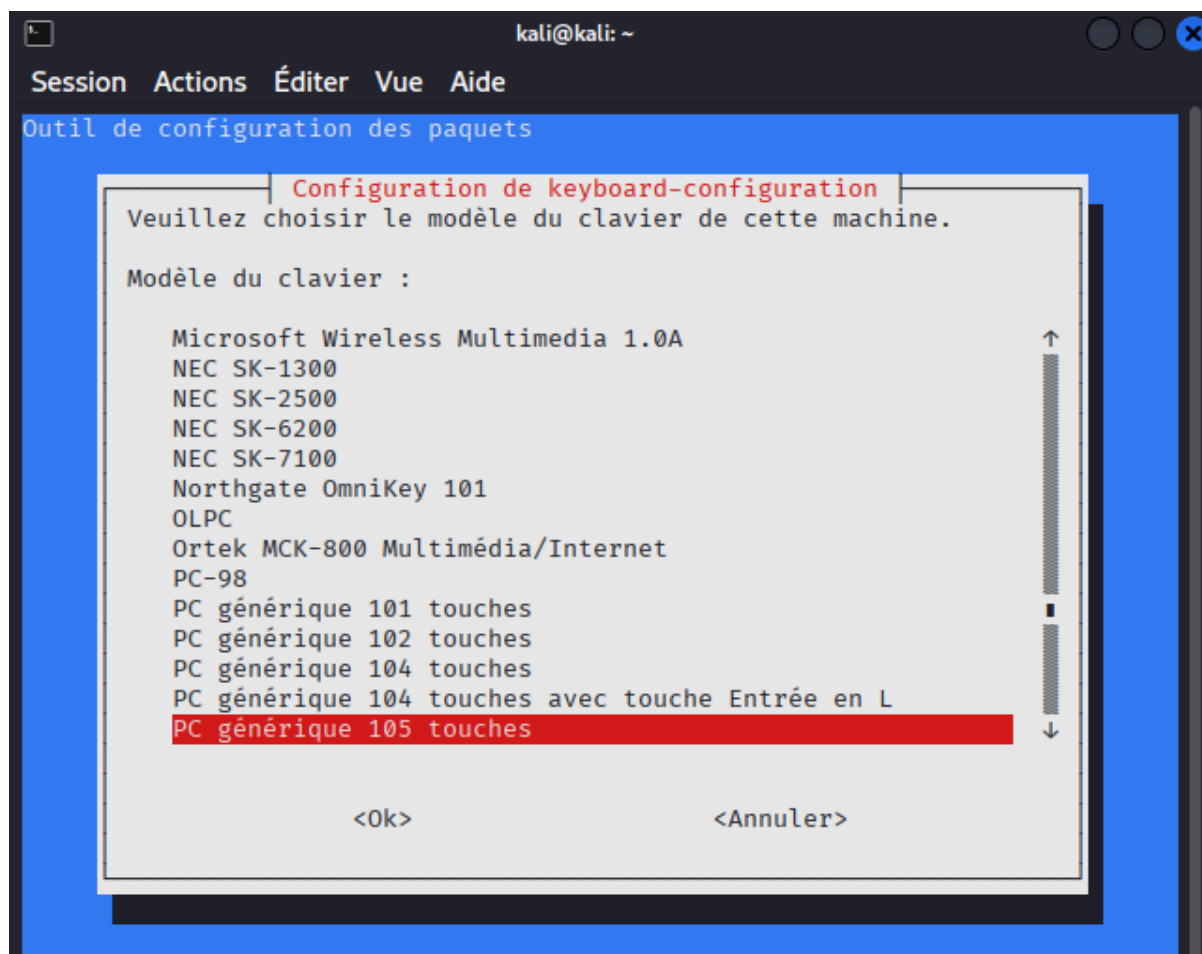 kali@kali: ~
Session Actions Éditer Vue Aide
Outil de configuration des paquets
Configuration de keyboard-configuration
Veuillez choisir le modèle du clavier de cette machine.
Modèle du clavier :
Microsoft Wireless Multimedia 1.0A
NEC SK-1300
NEC SK-2500
NEC SK-6200
NEC SK-7100
Northgate OmniKey 101
OLPC
Ortek MCK-800 Multimédia/Internet
PC-98
PC générique 101 touches
PC générique 102 touches
PC générique 104 touches
PC générique 104 touches avec touche Entrée en L
PC générique 105 touches
<Ok> <Annuler>